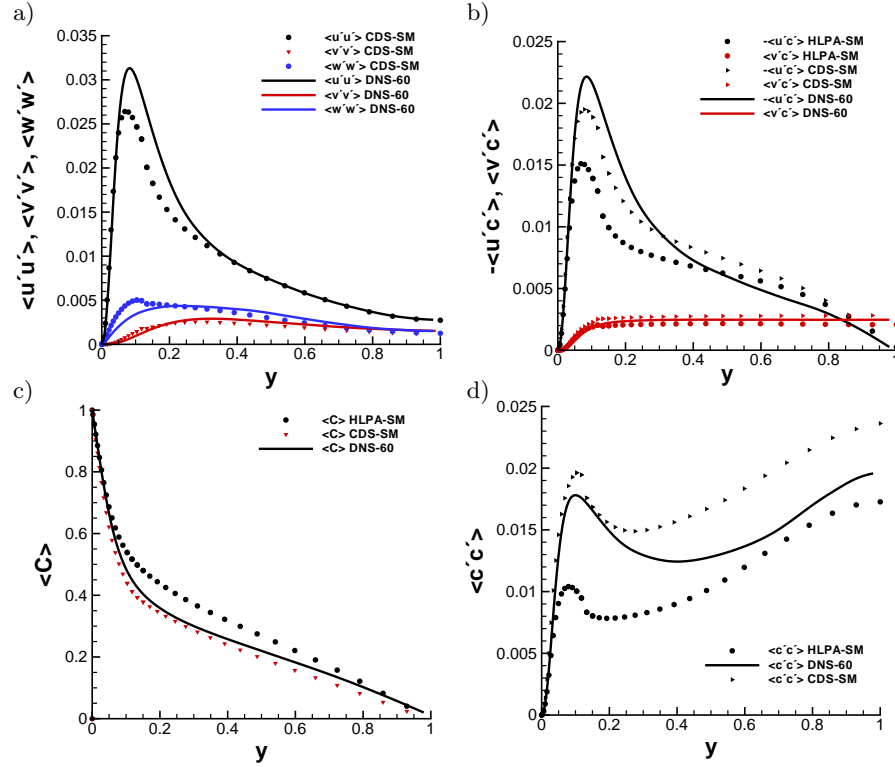 a)
<u´u´> CDS-SM
<v´v´> CDS-SM
<w´w´> CDS-SM
<u´u´> DNS-60
<v´v´> DNS-60
<w´w´> DNS-60
<u´u´>, <v´v´>, <w´w´>
0.035
0.03
0.025
0.02
0.015
0.01
0.005
0
0 0.2 0.4 0.6 0.8 1
y
b)
-<u´c´> HLPA-SM
<v´c´> HLPA-SM
-<u´c´> CDS-SM
<v´c´> CDS-SM
-<u´c´> DNS-60
<v´c´> DNS-60
-<u´c´>, <v´c´>
0.025
0.02
0.015
0.01
0.005
0
0 0.2 0.4 0.6 0.8 1
y
c)
<C> HLPA-SM
<C> CDS-SM
<C> DNS-60
<C>
1
0.8
0.6
0.4
0.2
0
0 0.2 0.4 0.6 0.8 1
y
d)
<c´c´>
0.025
0.02
0.015
0.01
0.005
0
<c´c´> HLPA-SM
<c´c´> DNS-60
<c´c´> CDS-SM
0 0.2 0.4 0.6 0.8 1
y